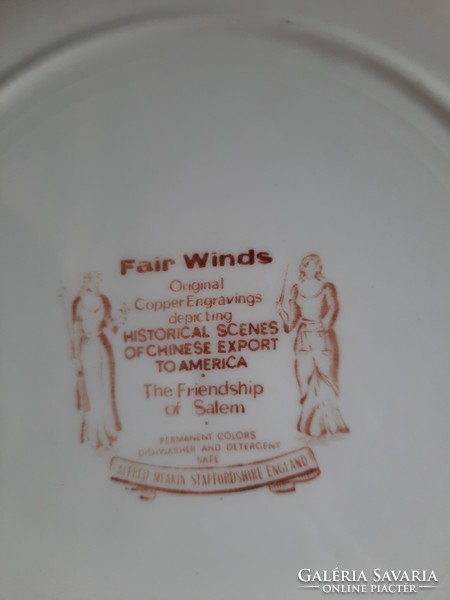 Fair Winds
Original
Copper Engravings
depicting
HISTORICAL SCENES
OF CHINESE EXPORT
TO AMERICA
The Friendship
of Salem
PERMANENT COLORS
DISHWASHER AND DETERGENT
SAFE
ALFRED MEAKIN STAFFORDSHIRE ENGLAND
GALÉRIA SAVARIA
ONLINE PIACTÉR